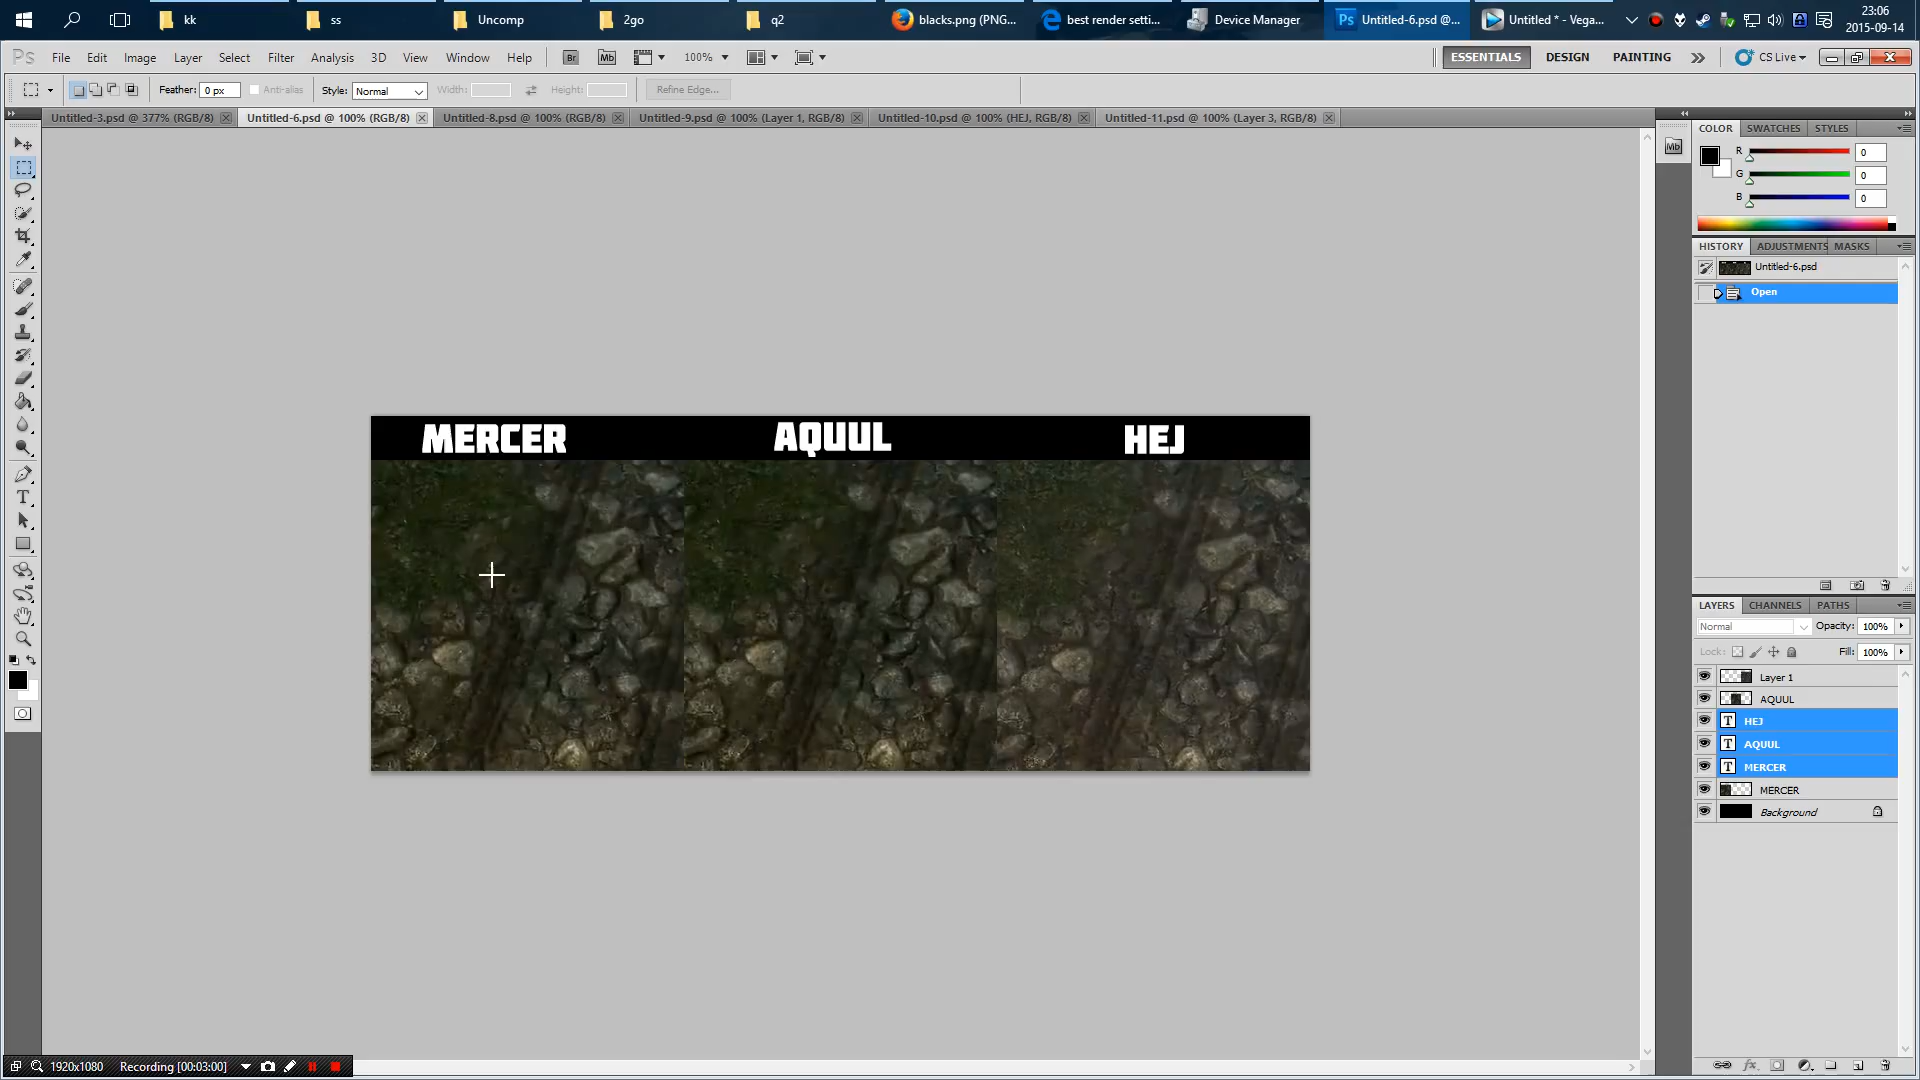 kk
ss
Uncomp
2go
q2
blacks.png (PNG...
best render setti...
Device Manager
Untitled-6.psd @...
Untitled * - Vega...
23:06
2015-09-14
Ps
File
Edit
Image
Layer
Select
Filter
Analysis
3D
View
Window
Help
Br
Mb
100%
ESSENTIALS
DESIGN
PAINTING
CS Live
Feather: 0 px
Anti-alias
Style: Normal
Width:
Height:
Refine Edge...
Untitled-3.psd @ 377% (RGB/8)
Untitled-6.psd @ 100% (RGB/8)
Untitled-8.psd @ 100% (RGB/8)
Untitled-9.psd @ 100% (Layer 1, RGB/8)
Untitled-10.psd @ 100% (HEJ, RGB/8)
Untitled-11.psd @ 100% (Layer 3, RGB/8)
Mb
COLOR
SWATCHES
STYLES
R 0
G 0
B 0
HISTORY
ADJUSTMENTS
MASKS
Untitled-6.psd
Open
MERCER
AQUUL
HEJ
LAYERS
CHANNELS
PATHS
Normal
Opacity: 100%
Lock:
Fill: 100%
Layer 1
AQUUL
T HEJ
T AQUUL
T MERCER
MERCER
Background
1920x1080
Recording [00:03:00]